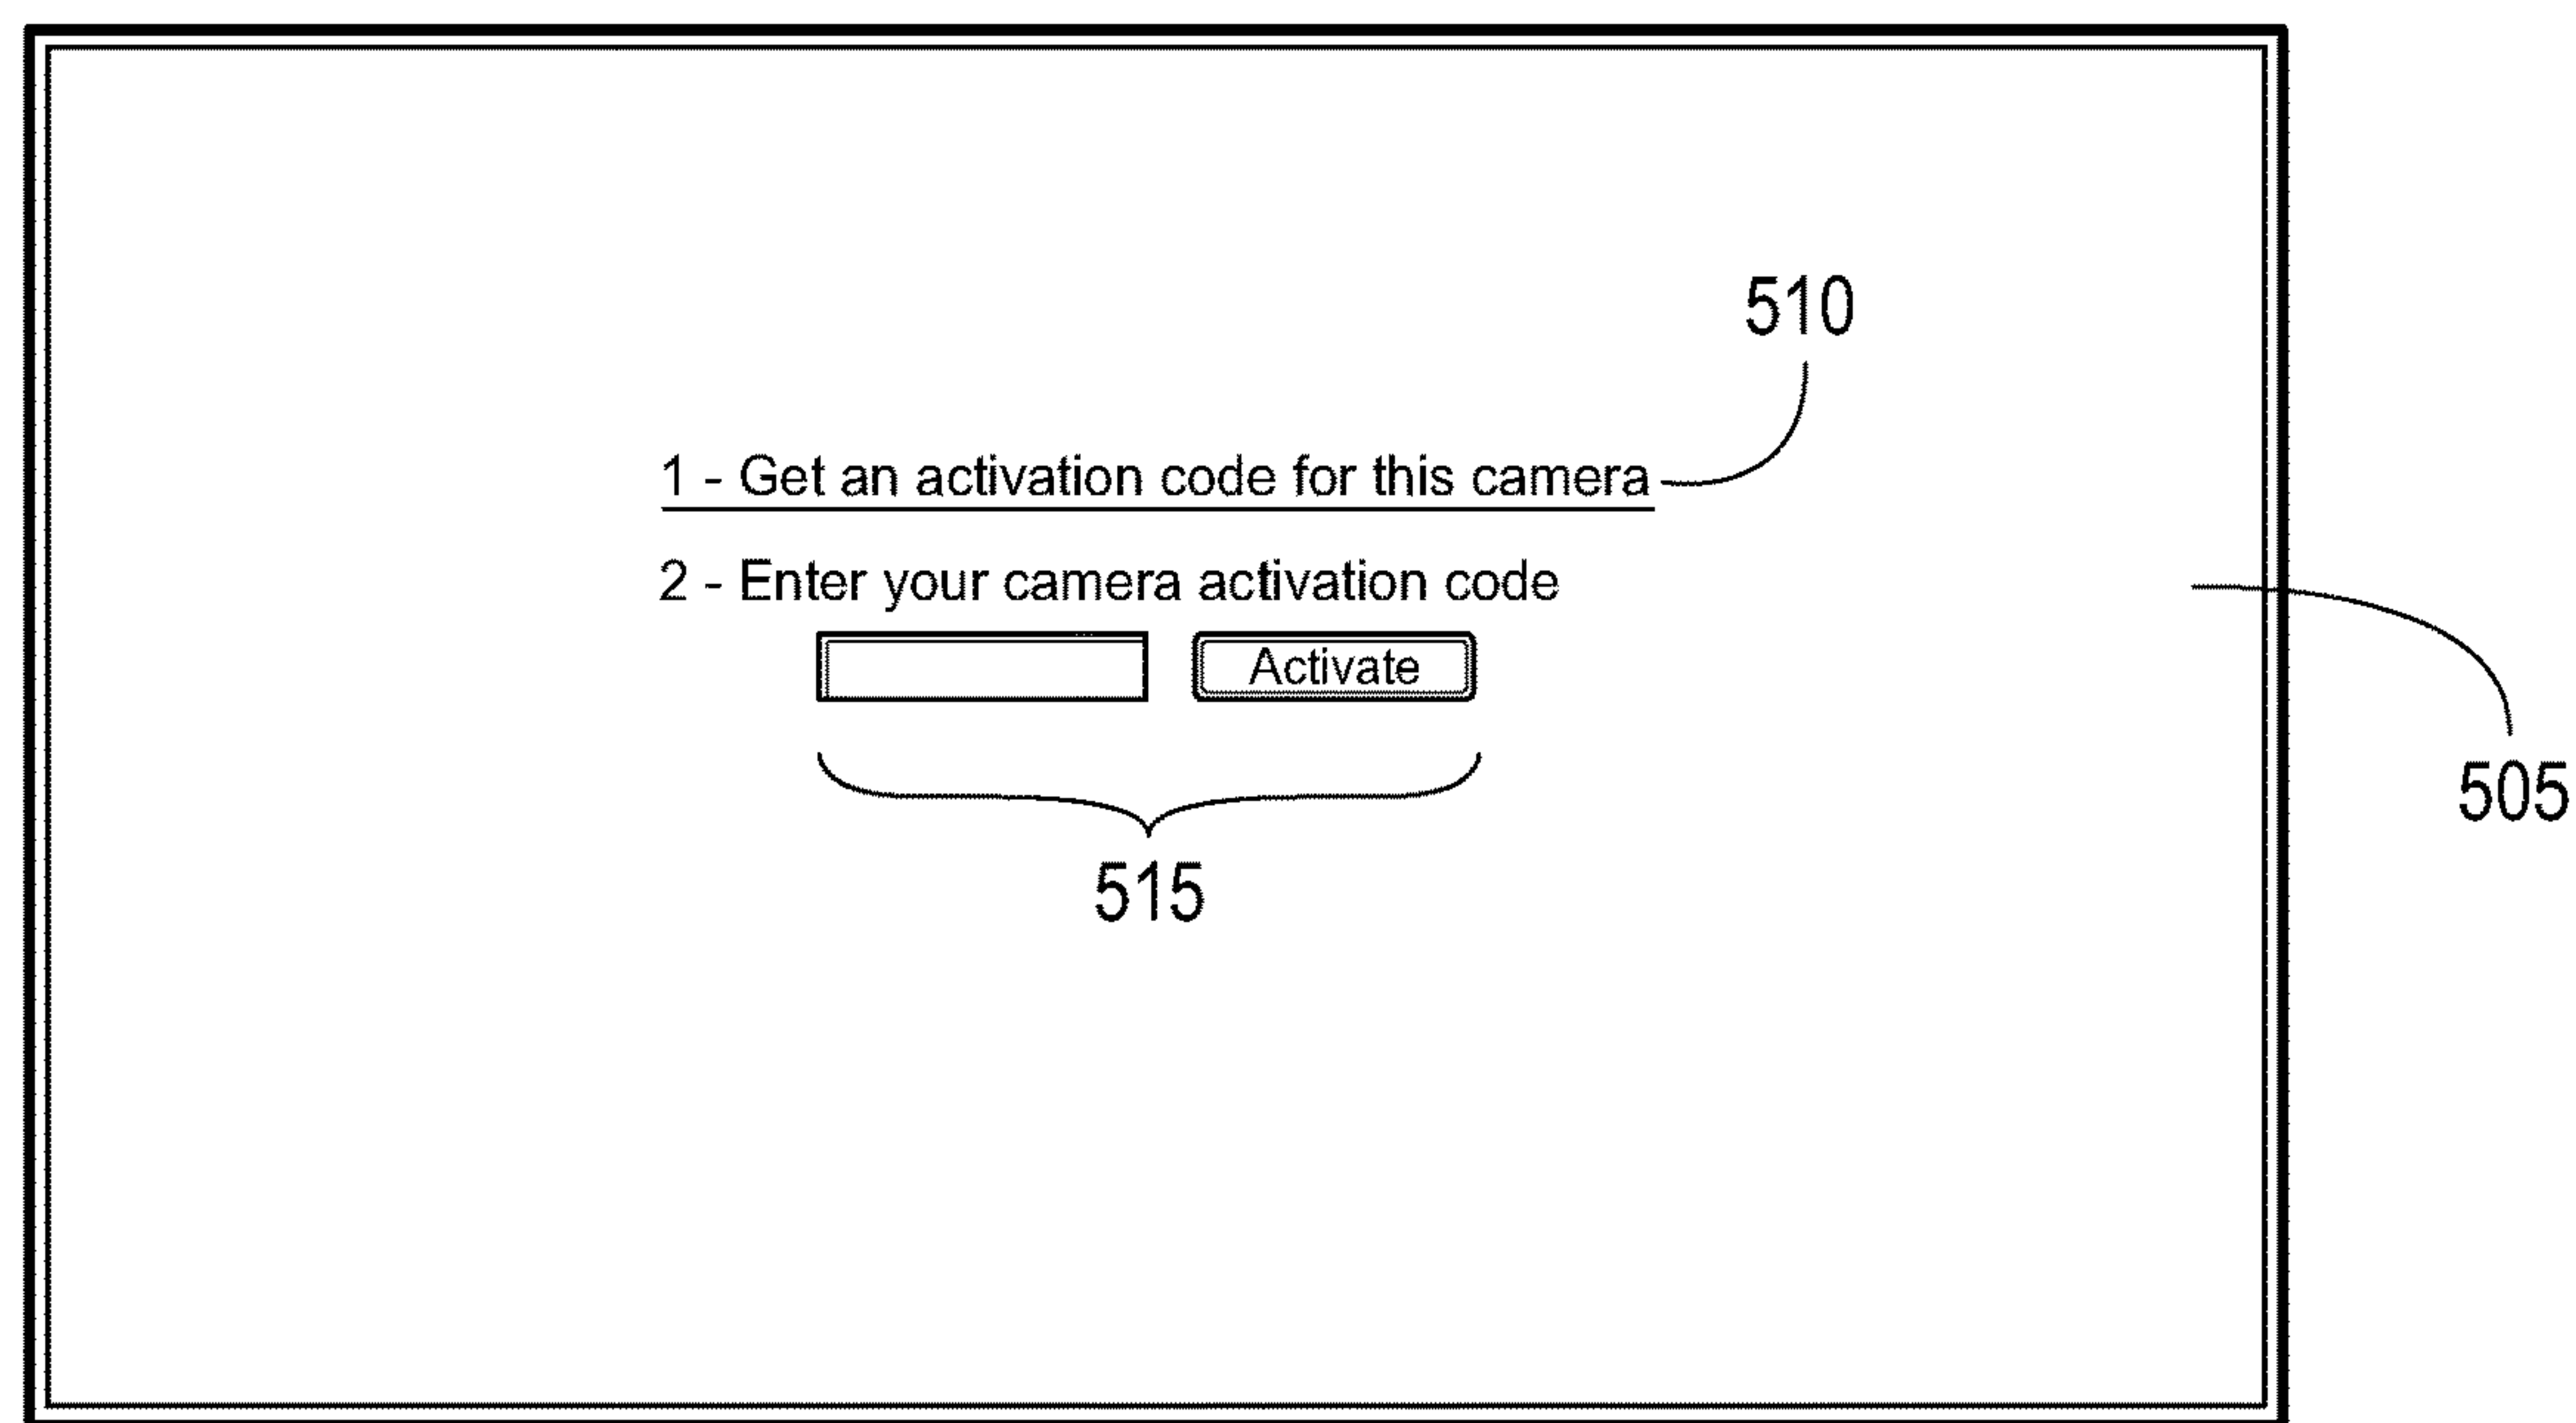 510
1 - Get an activation code for this camera
2 - Enter your camera activation code
Activate
505
515